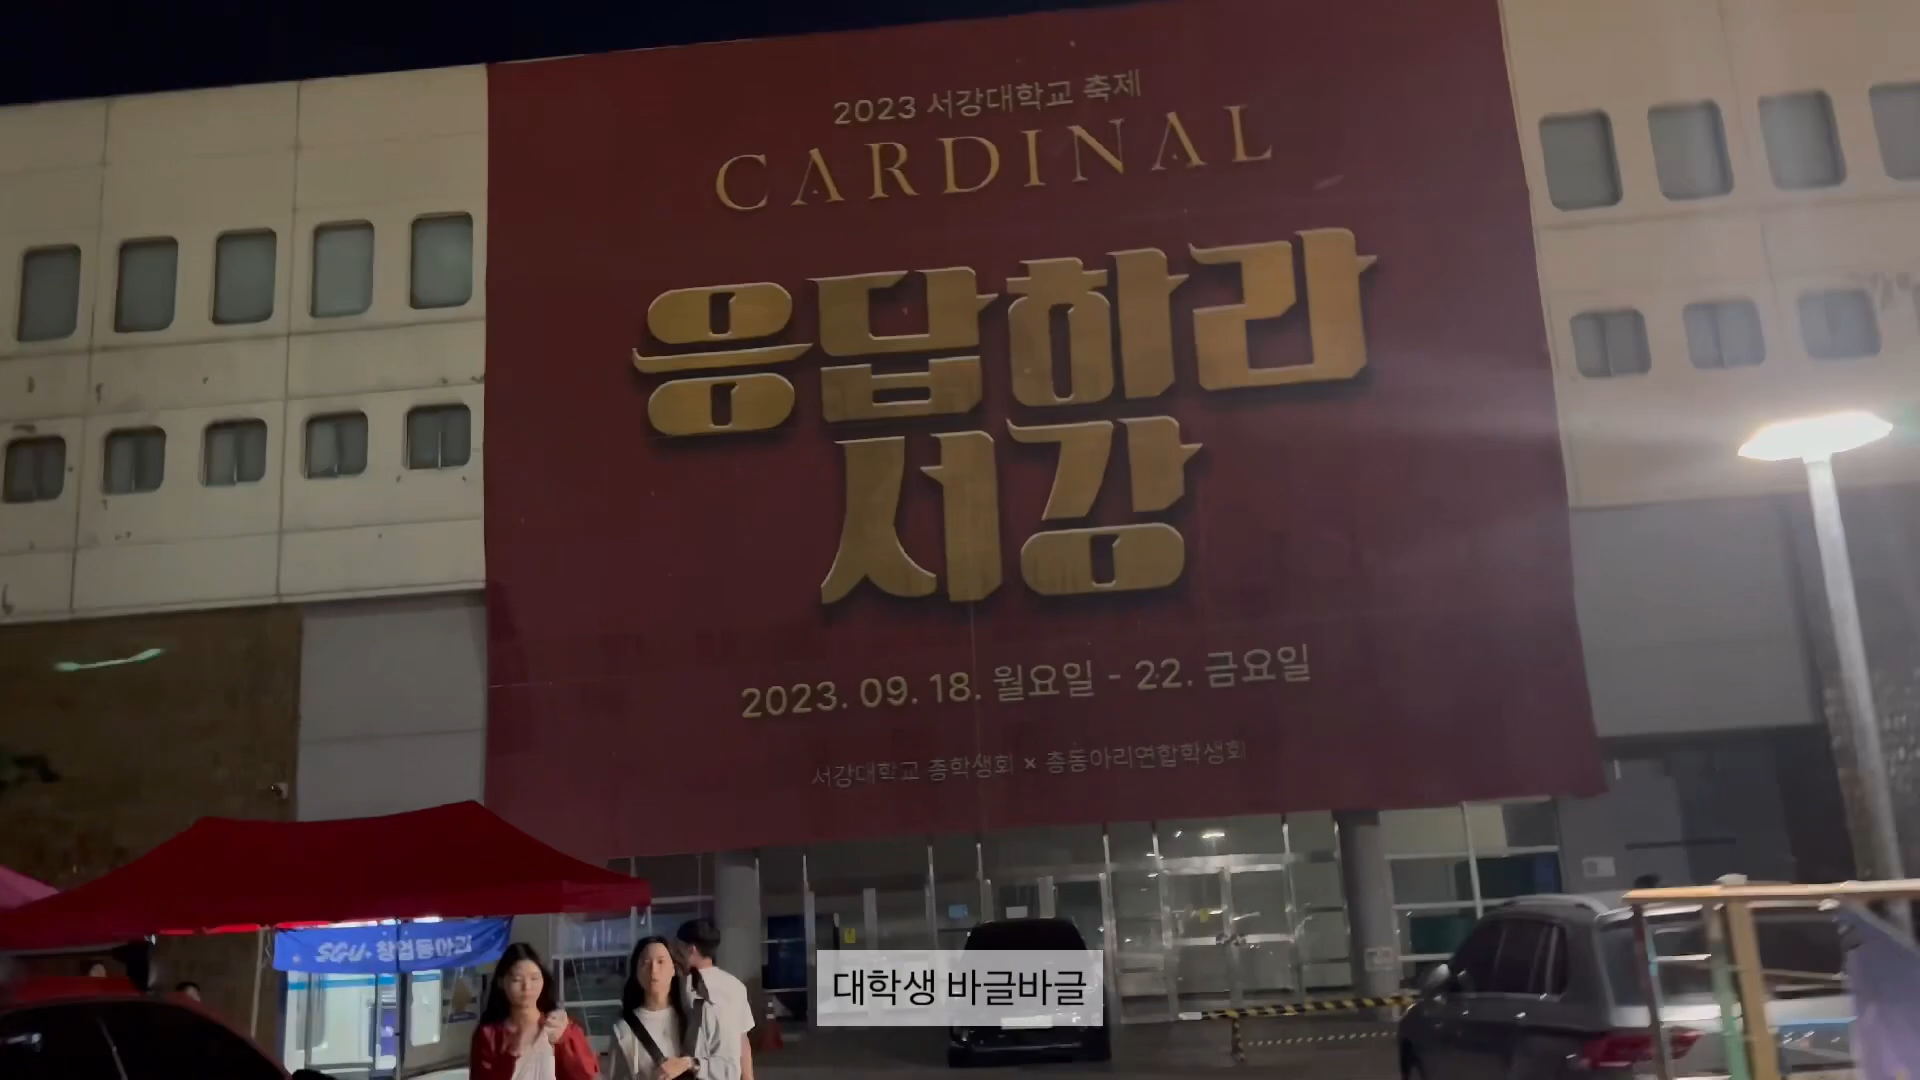 2023 서강대학교 축제
CARDINAL
응답하라
서강
2023. 09. 18. 월요일 - 22. 금요일
서강대학교 총학생회 × 총동아리연합학생회
SGU+ 창업동아리
대학생 바글바글